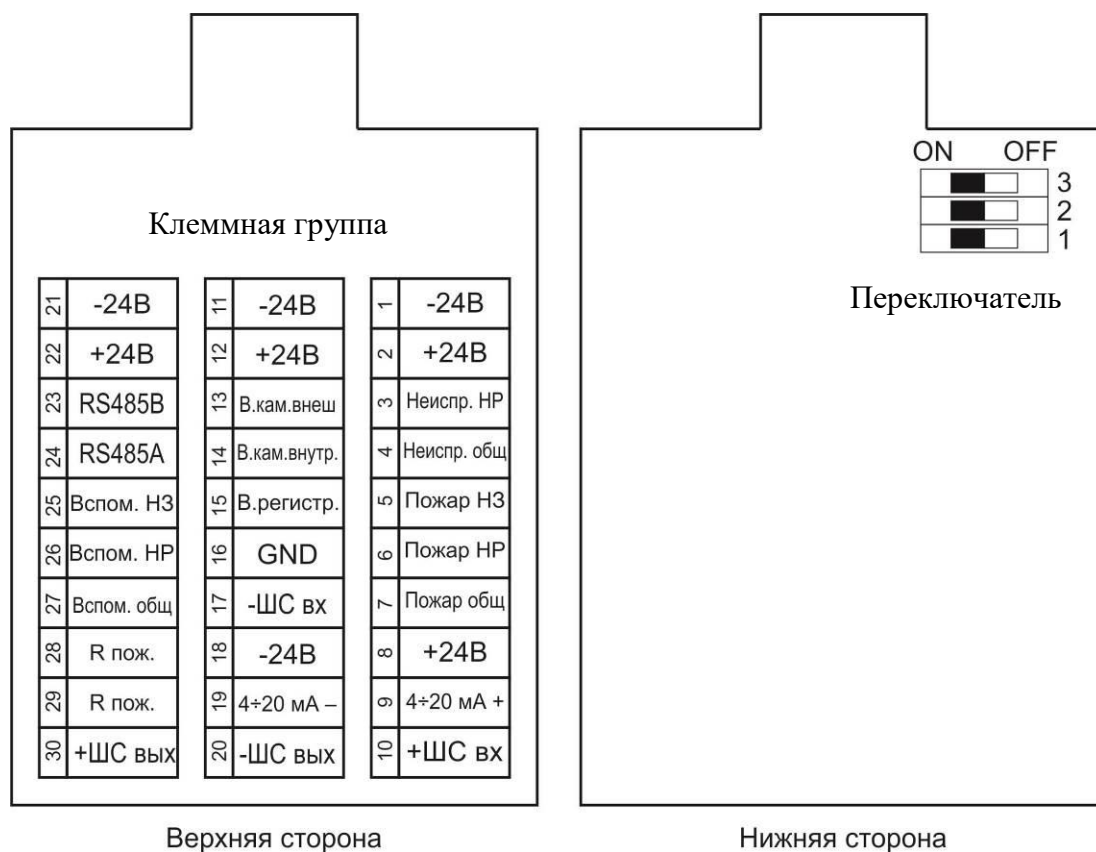 Клеммная группа
21 -24В 11 -24В 1 -24В
22 +24В 12 +24В 2 +24В
23 RS485B 13 В.кам.внеш 3 Неиспр. НР
24 RS485A 14 В.кам.внутр. 4 Неиспр. общ
25 Вспом. НЗ 15 В.регистр. 5 Пожар НЗ
26 Вспом. НР 16 GND 6 Пожар НР
27 Вспом. общ 17 -ШС вх 7 Пожар общ
28 R пож. 18 -24В 8 +24В
29 R пож. 19 4÷20 мА – 9 4÷20 мА +
30 +ШС вых 20 -ШС вых 10 +ШС вх
Верхняя сторона
ON OFF
3
2
1
Переключатель
Нижняя сторона